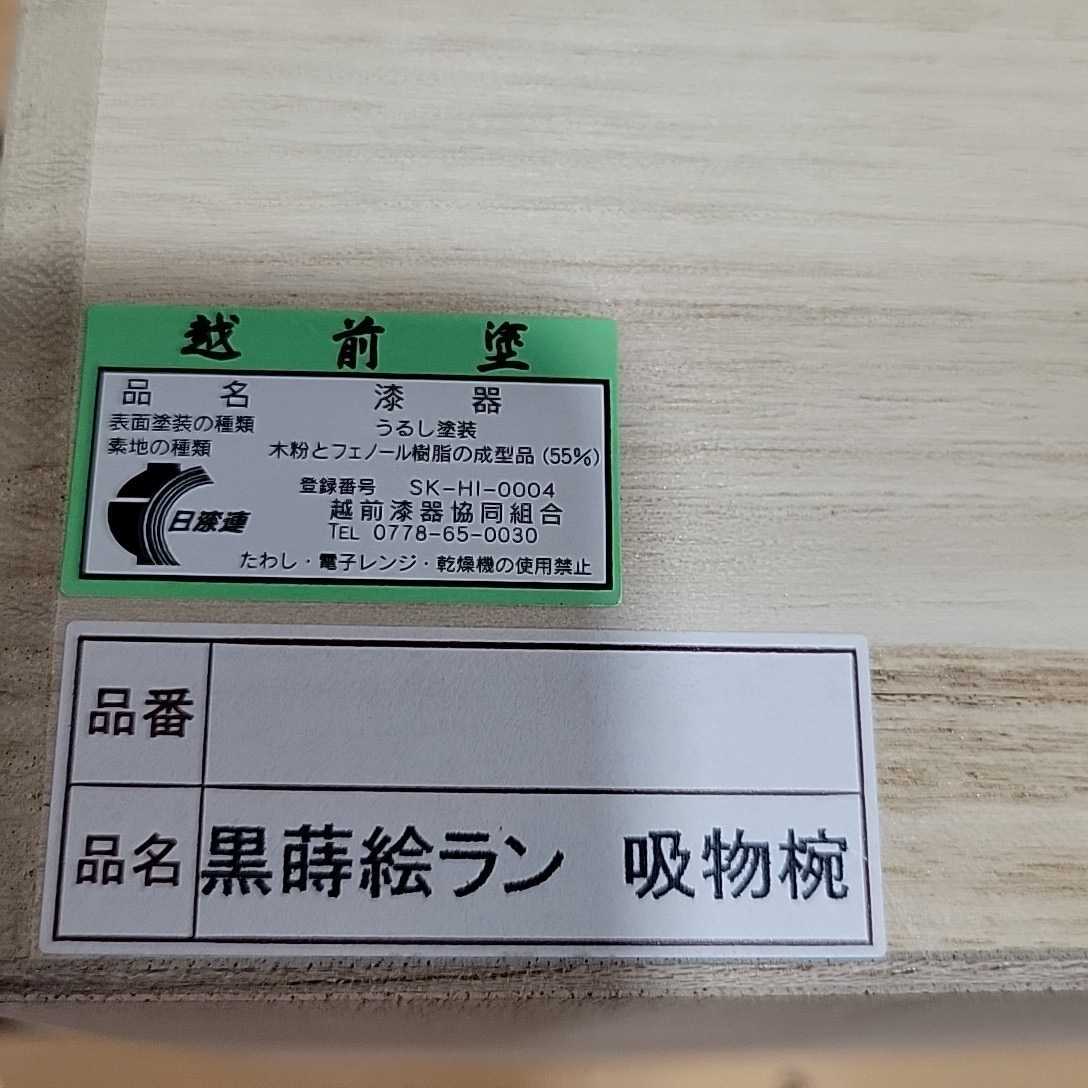 越前塗
品名 漆器
表面塗装の種類 うるし塗装
素地の種類 木粉とフェノール樹脂の成型品(55%)
登録番号 SK-HI-0004
日漆連
越前漆器協同組合
TEL 0778-65-0030
たわし・電子レンジ・乾燥機の使用禁止
品番
品名 黒蒔絵ラン 吸物椀